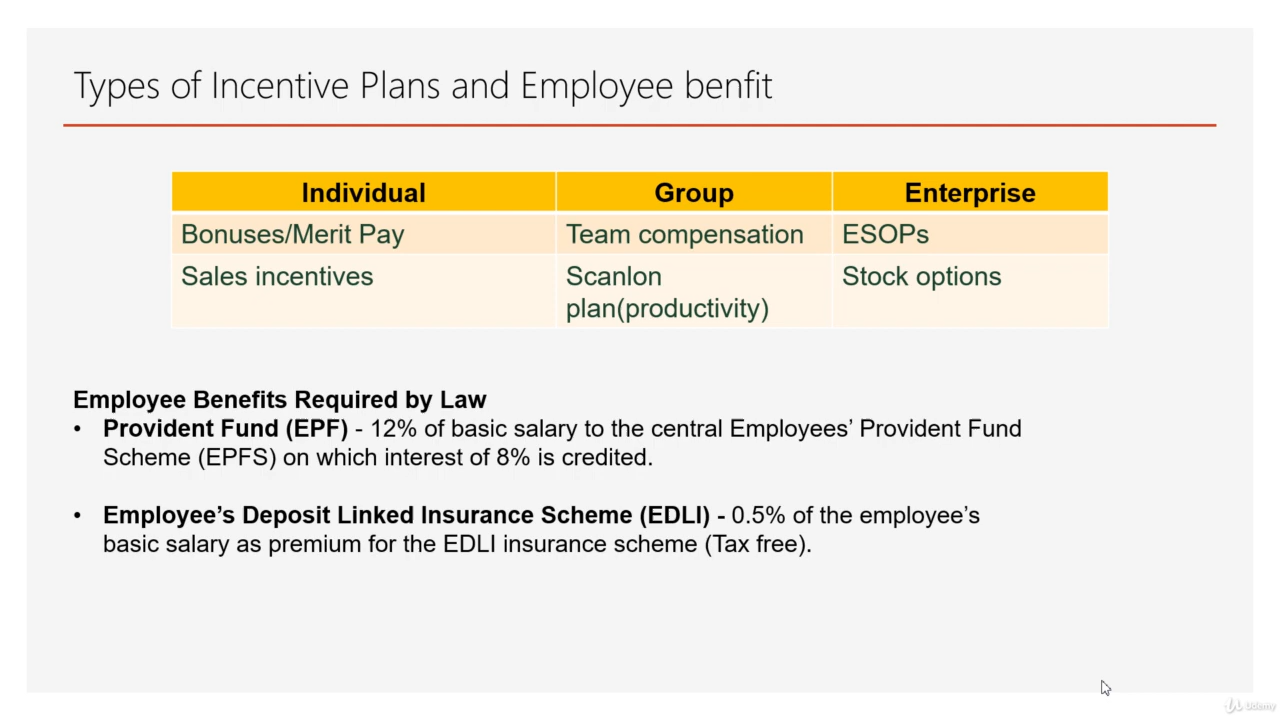 Types of Incentive Plans and Employee benfit
Individual Group Enterprise
Bonuses/Merit Pay Team compensation ESOPs
Sales incentives Scanlon Stock options
plan(productivity)
Employee Benefits Required by Law
• Provident Fund (EPF) - 12% of basic salary to the central Employees’ Provident Fund
Scheme (EPFS) on which interest of 8% is credited.
• Employee’s Deposit Linked Insurance Scheme (EDLI) - 0.5% of the employee’s
basic salary as premium for the EDLI insurance scheme (Tax free).
Udemy